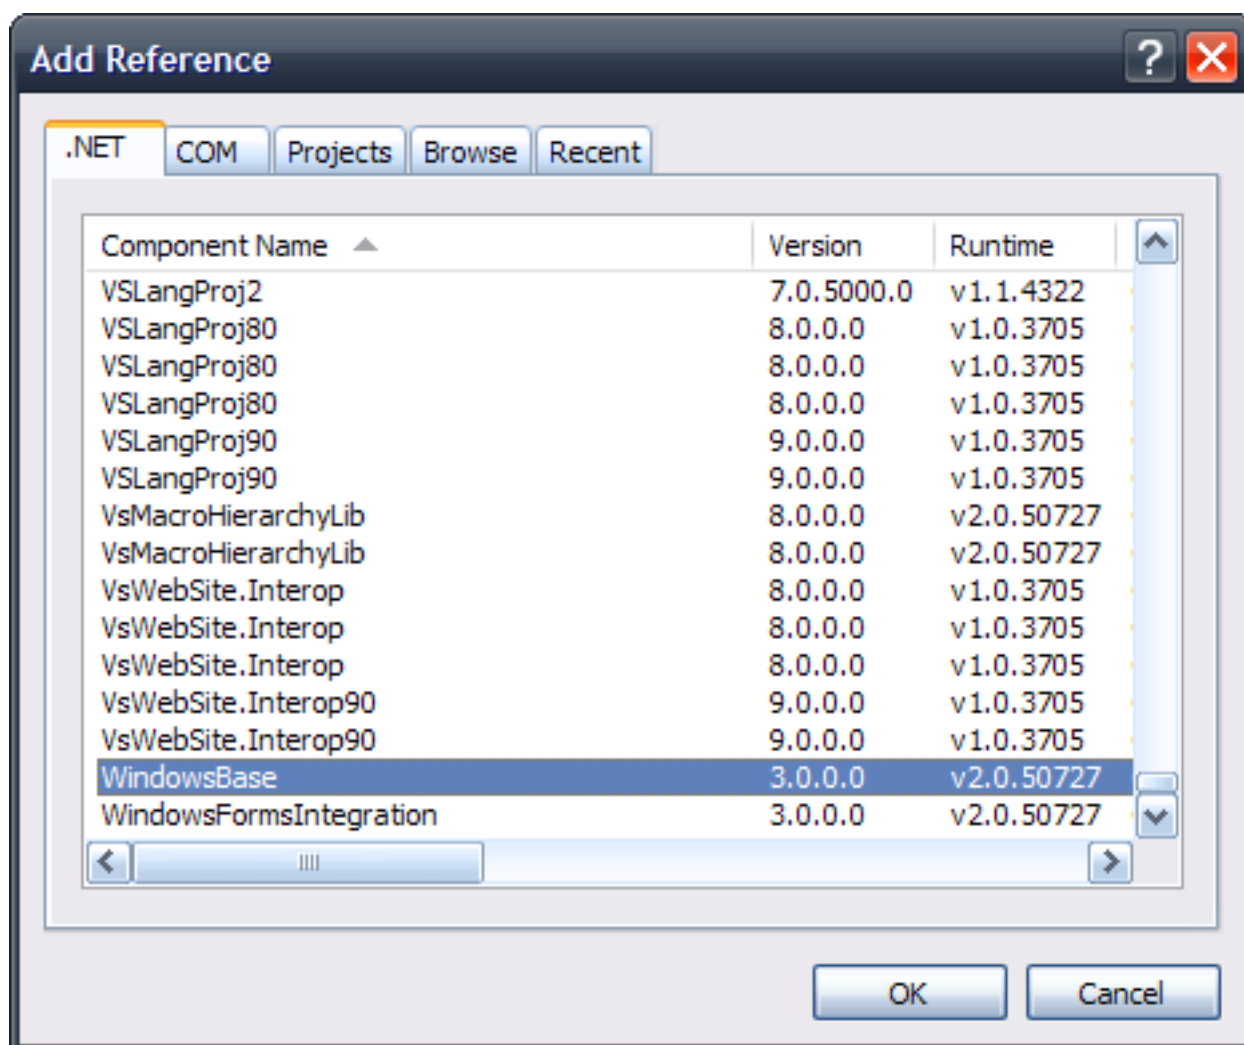 Add Reference ?
.NET COM Projects Browse Recent
Component Name Version Runtime
VSLangProj2 7.0.5000.0 v1.1.4322
VSLangProj80 8.0.0.0 v1.0.3705
VSLangProj80 8.0.0.0 v1.0.3705
VSLangProj80 8.0.0.0 v1.0.3705
VSLangProj90 9.0.0.0 v1.0.3705
VSLangProj90 9.0.0.0 v1.0.3705
VsMacroHierarchyLib 8.0.0.0 v2.0.50727
VsMacroHierarchyLib 8.0.0.0 v2.0.50727
VsWebSite.Interop 8.0.0.0 v1.0.3705
VsWebSite.Interop 8.0.0.0 v1.0.3705
VsWebSite.Interop 8.0.0.0 v1.0.3705
VsWebSite.Interop90 9.0.0.0 v1.0.3705
VsWebSite.Interop90 9.0.0.0 v1.0.3705
WindowsBase 3.0.0.0 v2.0.50727
WindowsFormsIntegration 3.0.0.0 v2.0.50727
OK Cancel